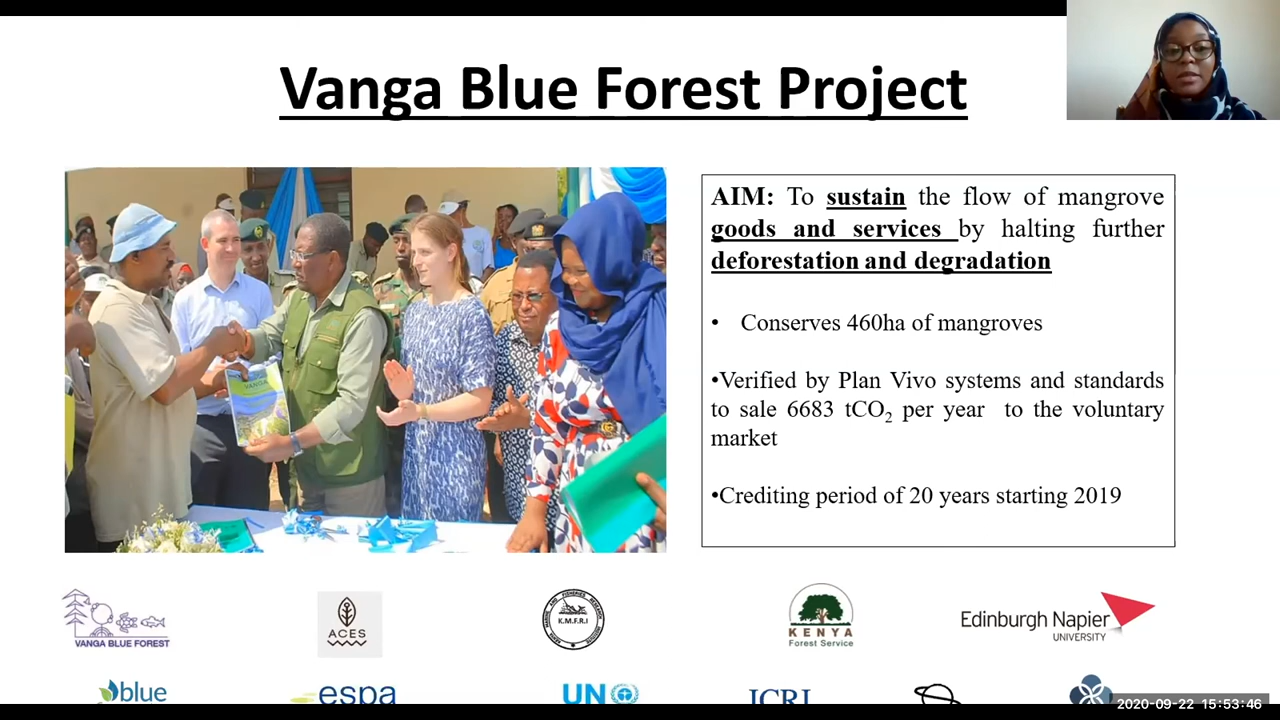 Vanga Blue Forest Project
VANGA
AIM: To sustain the flow of mangrove
goods and services by halting further
deforestation and degradation
• Conserves 460ha of mangroves
•Verified by Plan Vivo systems and standards
to sale 6683 tCO₂ per year to the voluntary
market
•Crediting period of 20 years starting 2019
VANGA BLUE FOREST
ACES
K.M.F.R.I
KENYA
Forest Service
Edinburgh Napier
UNIVERSITY
blue
espa
UN
ICRI
2020-09-22 15:53:46